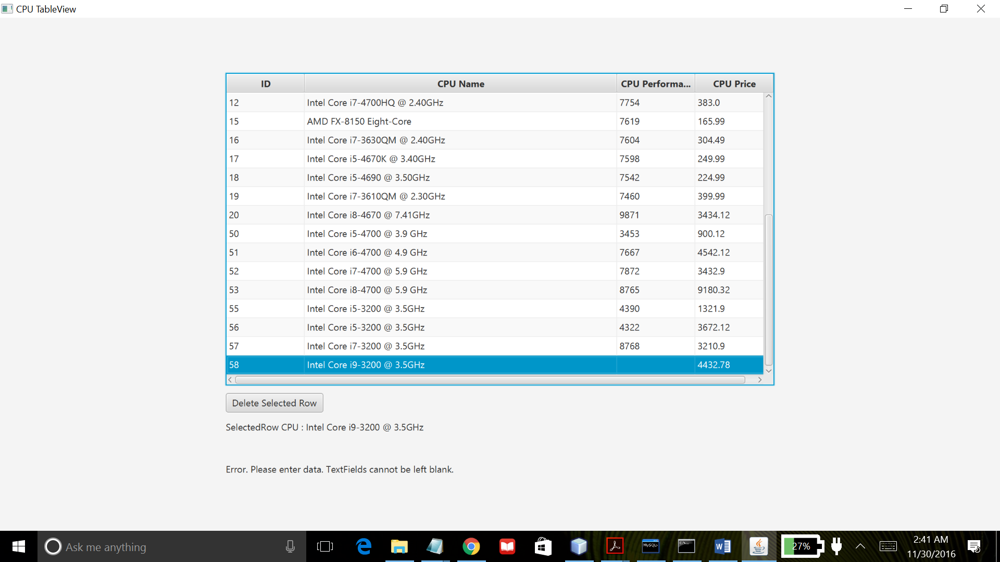 CPU TableView
ID CPU Name CPU Performa... CPU Price
12 Intel Core i7-4700HQ @ 2.40GHz 7754 383.0
15 AMD FX-8150 Eight-Core 7619 165.99
16 Intel Core i7-3630QM @ 2.40GHz 7604 304.49
17 Intel Core i5-4670K @ 3.40GHz 7598 249.99
18 Intel Core i5-4690 @ 3.50GHz 7542 224.99
19 Intel Core i7-3610QM @ 2.30GHz 7460 399.99
20 Intel Core i8-4670 @ 7.41GHz 9871 3434.12
50 Intel Core i5-4700 @ 3.9 GHz 3453 900.12
51 Intel Core i6-4700 @ 4.9 GHz 7667 4542.12
52 Intel Core i7-4700 @ 5.9 GHz 7872 3432.9
53 Intel Core i8-4700 @ 5.9 GHz 8765 9180.32
55 Intel Core i5-3200 @ 3.5GHz 4390 1321.9
56 Intel Core i5-3200 @ 3.5GHz 4322 3672.12
57 Intel Core i7-3200 @ 3.5GHz 8768 3210.9
58 Intel Core i9-3200 @ 3.5GHz 4432.78
Delete Selected Row
SelectedRow CPU : Intel Core i9-3200 @ 3.5GHz
Error. Please enter data. TextFields cannot be left blank.
Ask me anything
MySQL
C:\_
W
27%
2:41 AM
11/30/2016